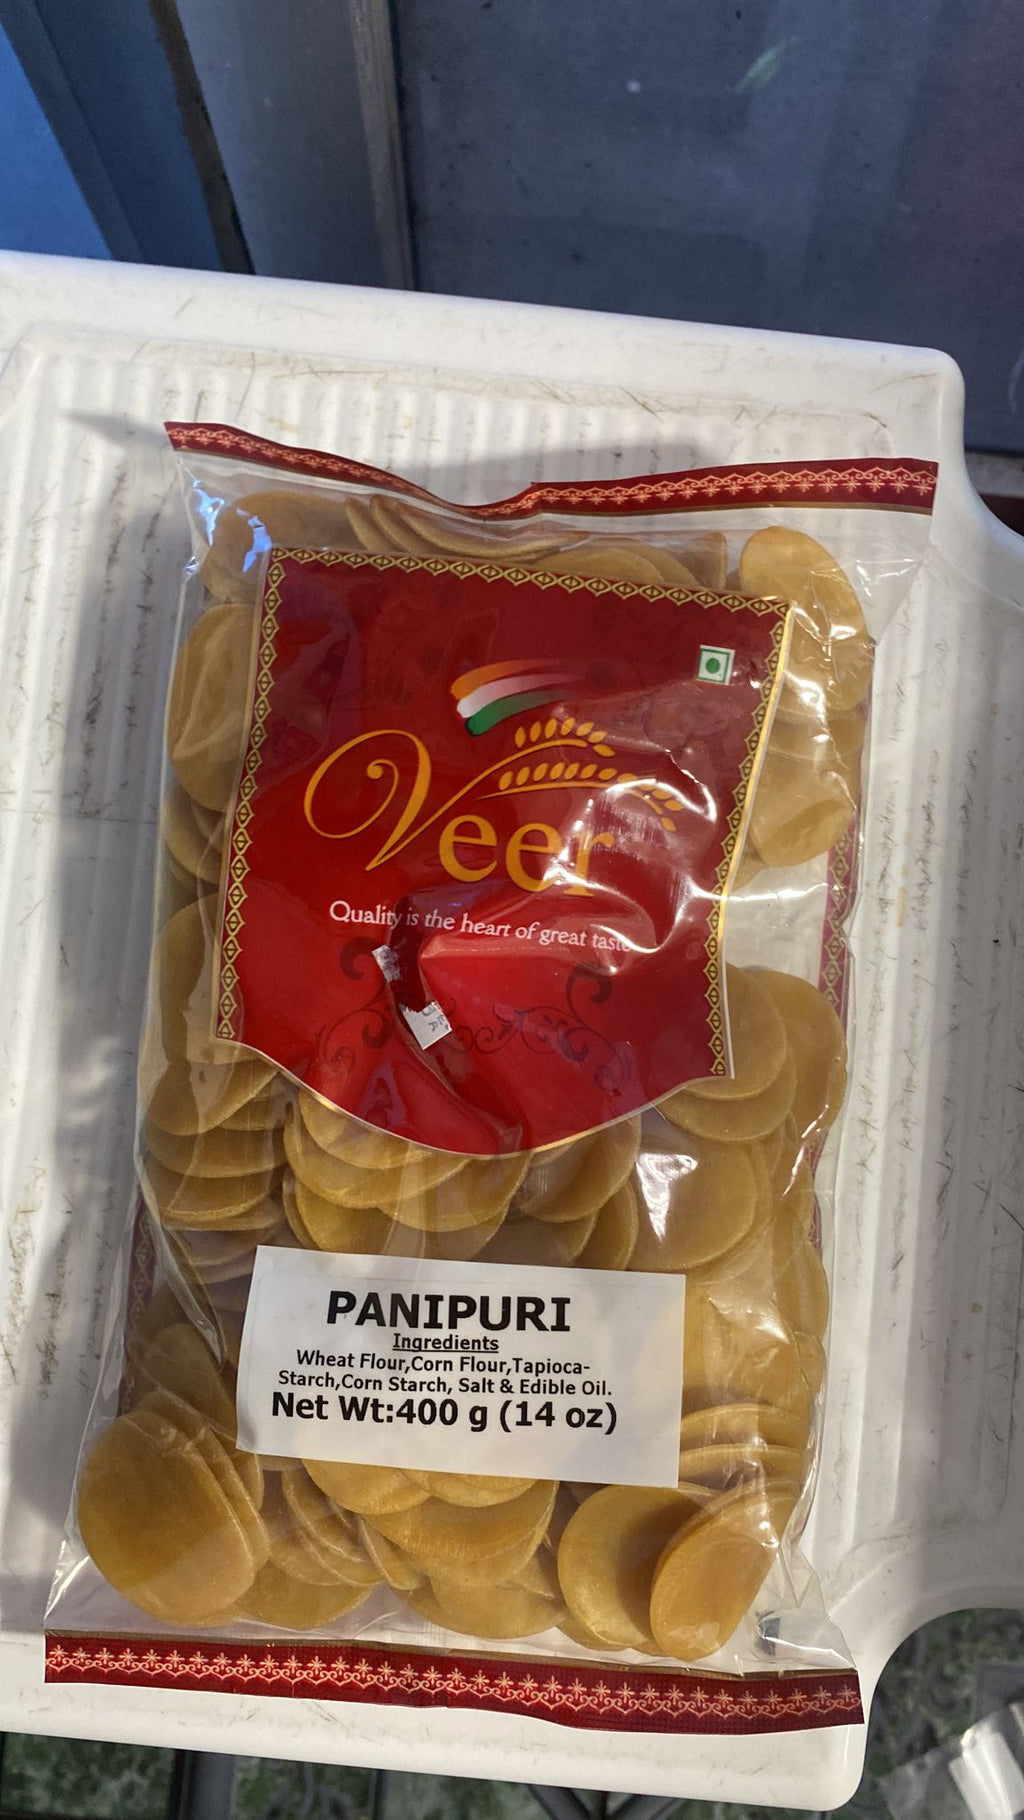 Veer
Quality is the heart of great taste
PANIPURI
Ingredients
Wheat Flour,Corn Flour,Tapioca-
Starch,Corn Starch, Salt & Edible Oil.
Net Wt:400 g (14 oz)